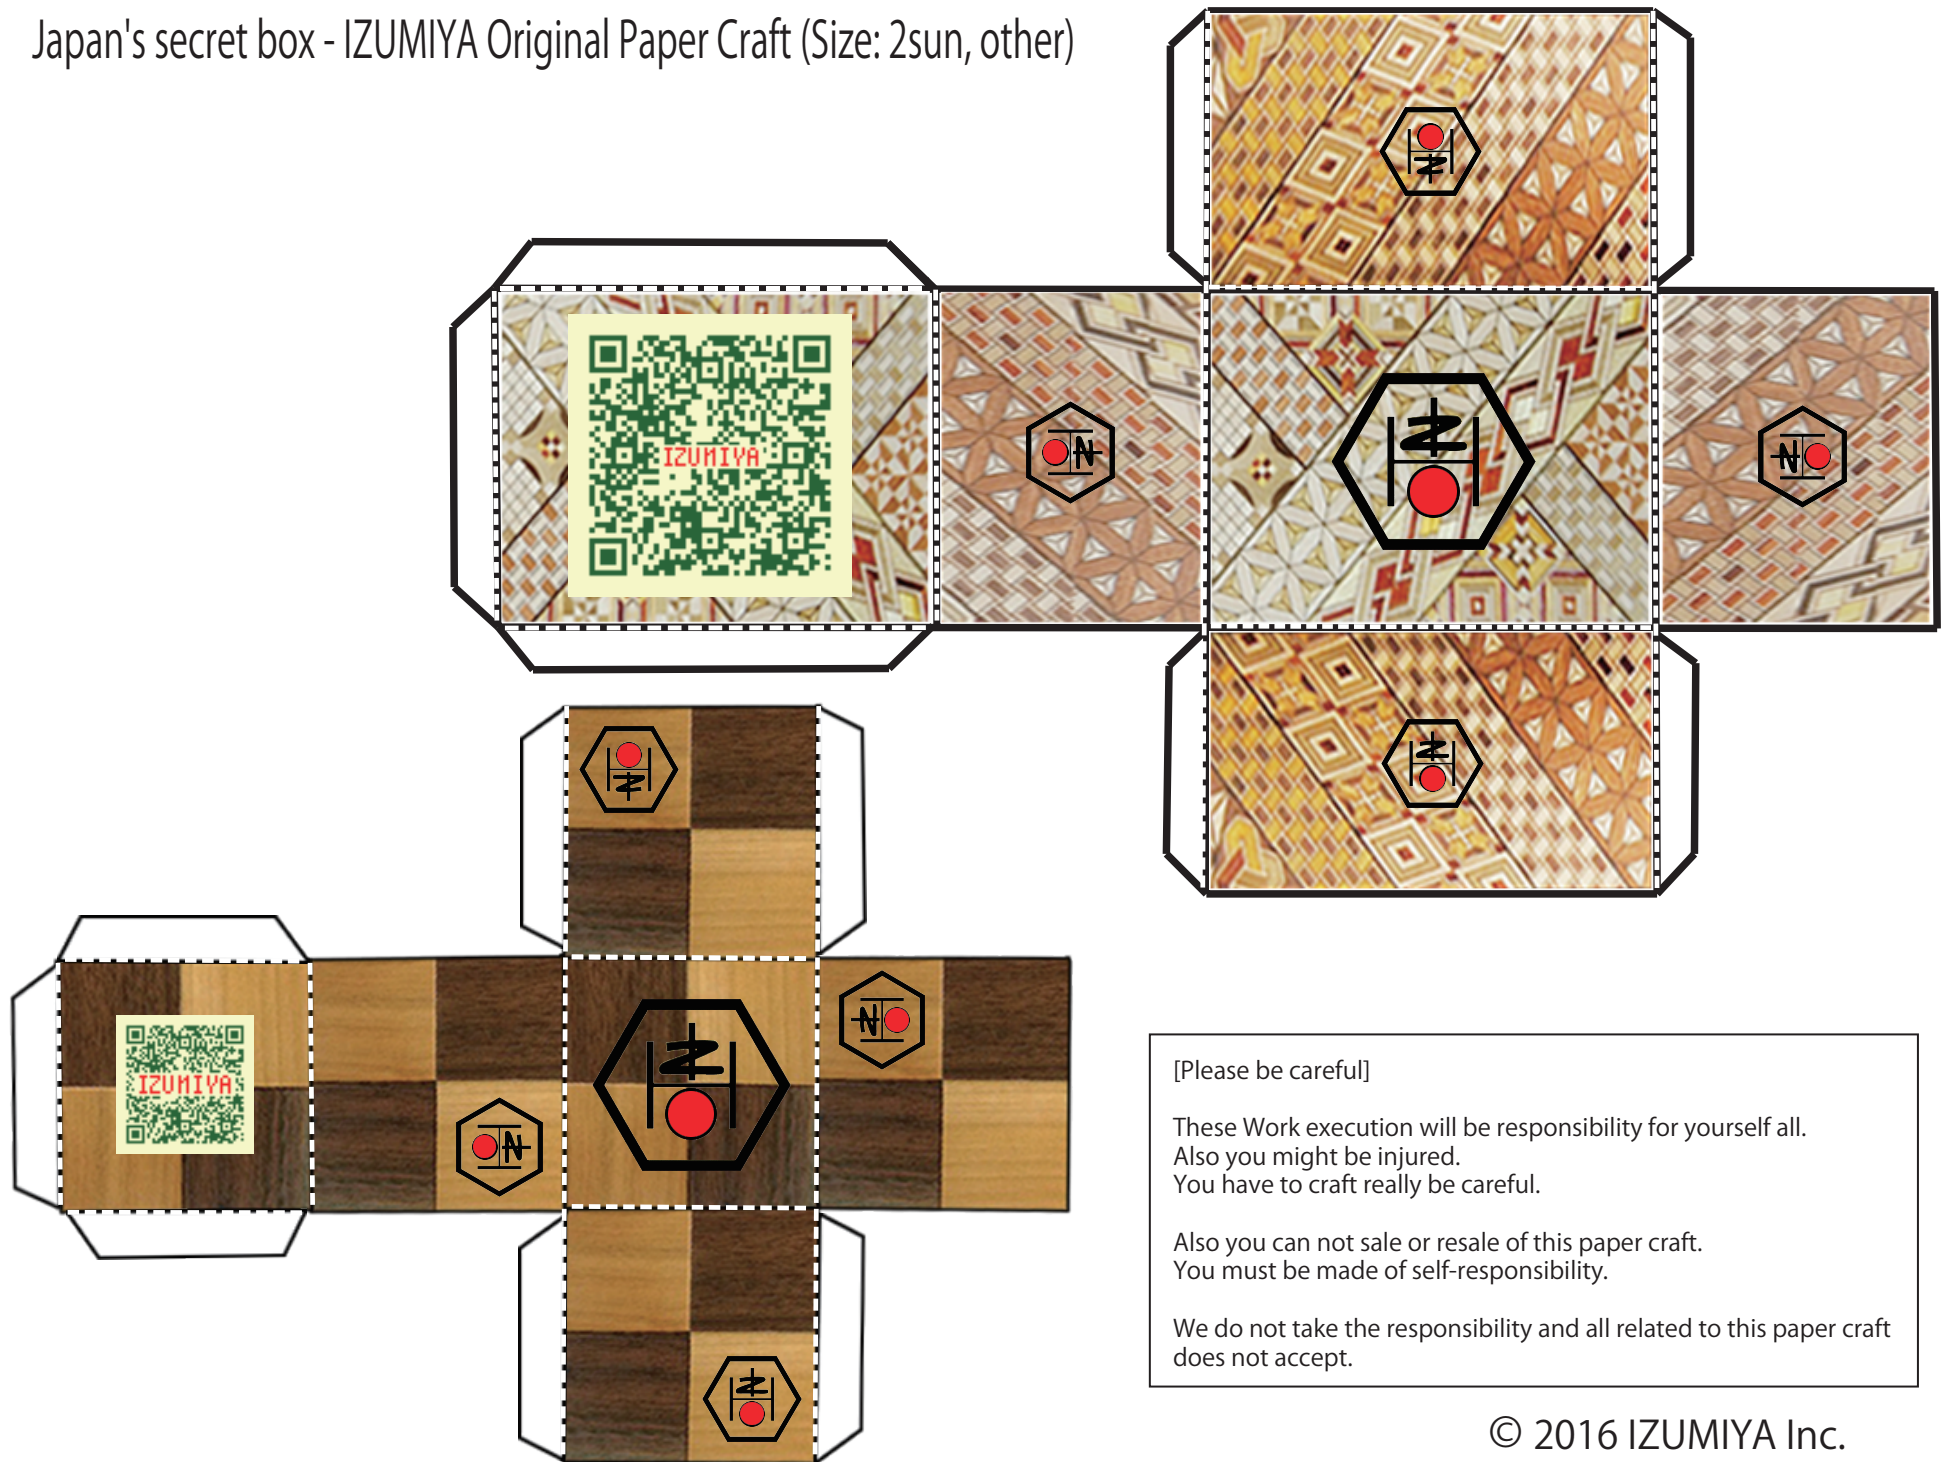 Japan's secret box - IZUMIYA Original Paper Craft (Size: 2sun, other)
IZUMIYA
IZUMIYA
[Please be careful]
These Work execution will be responsibility for yourself all.
Also you might be injured.
You have to craft really be careful.
Also you can not sale or resale of this paper craft.
You must be made of self-responsibility.
We do not take the responsibility and all related to this paper craft
does not accept.
© 2016 IZUMIYA Inc.